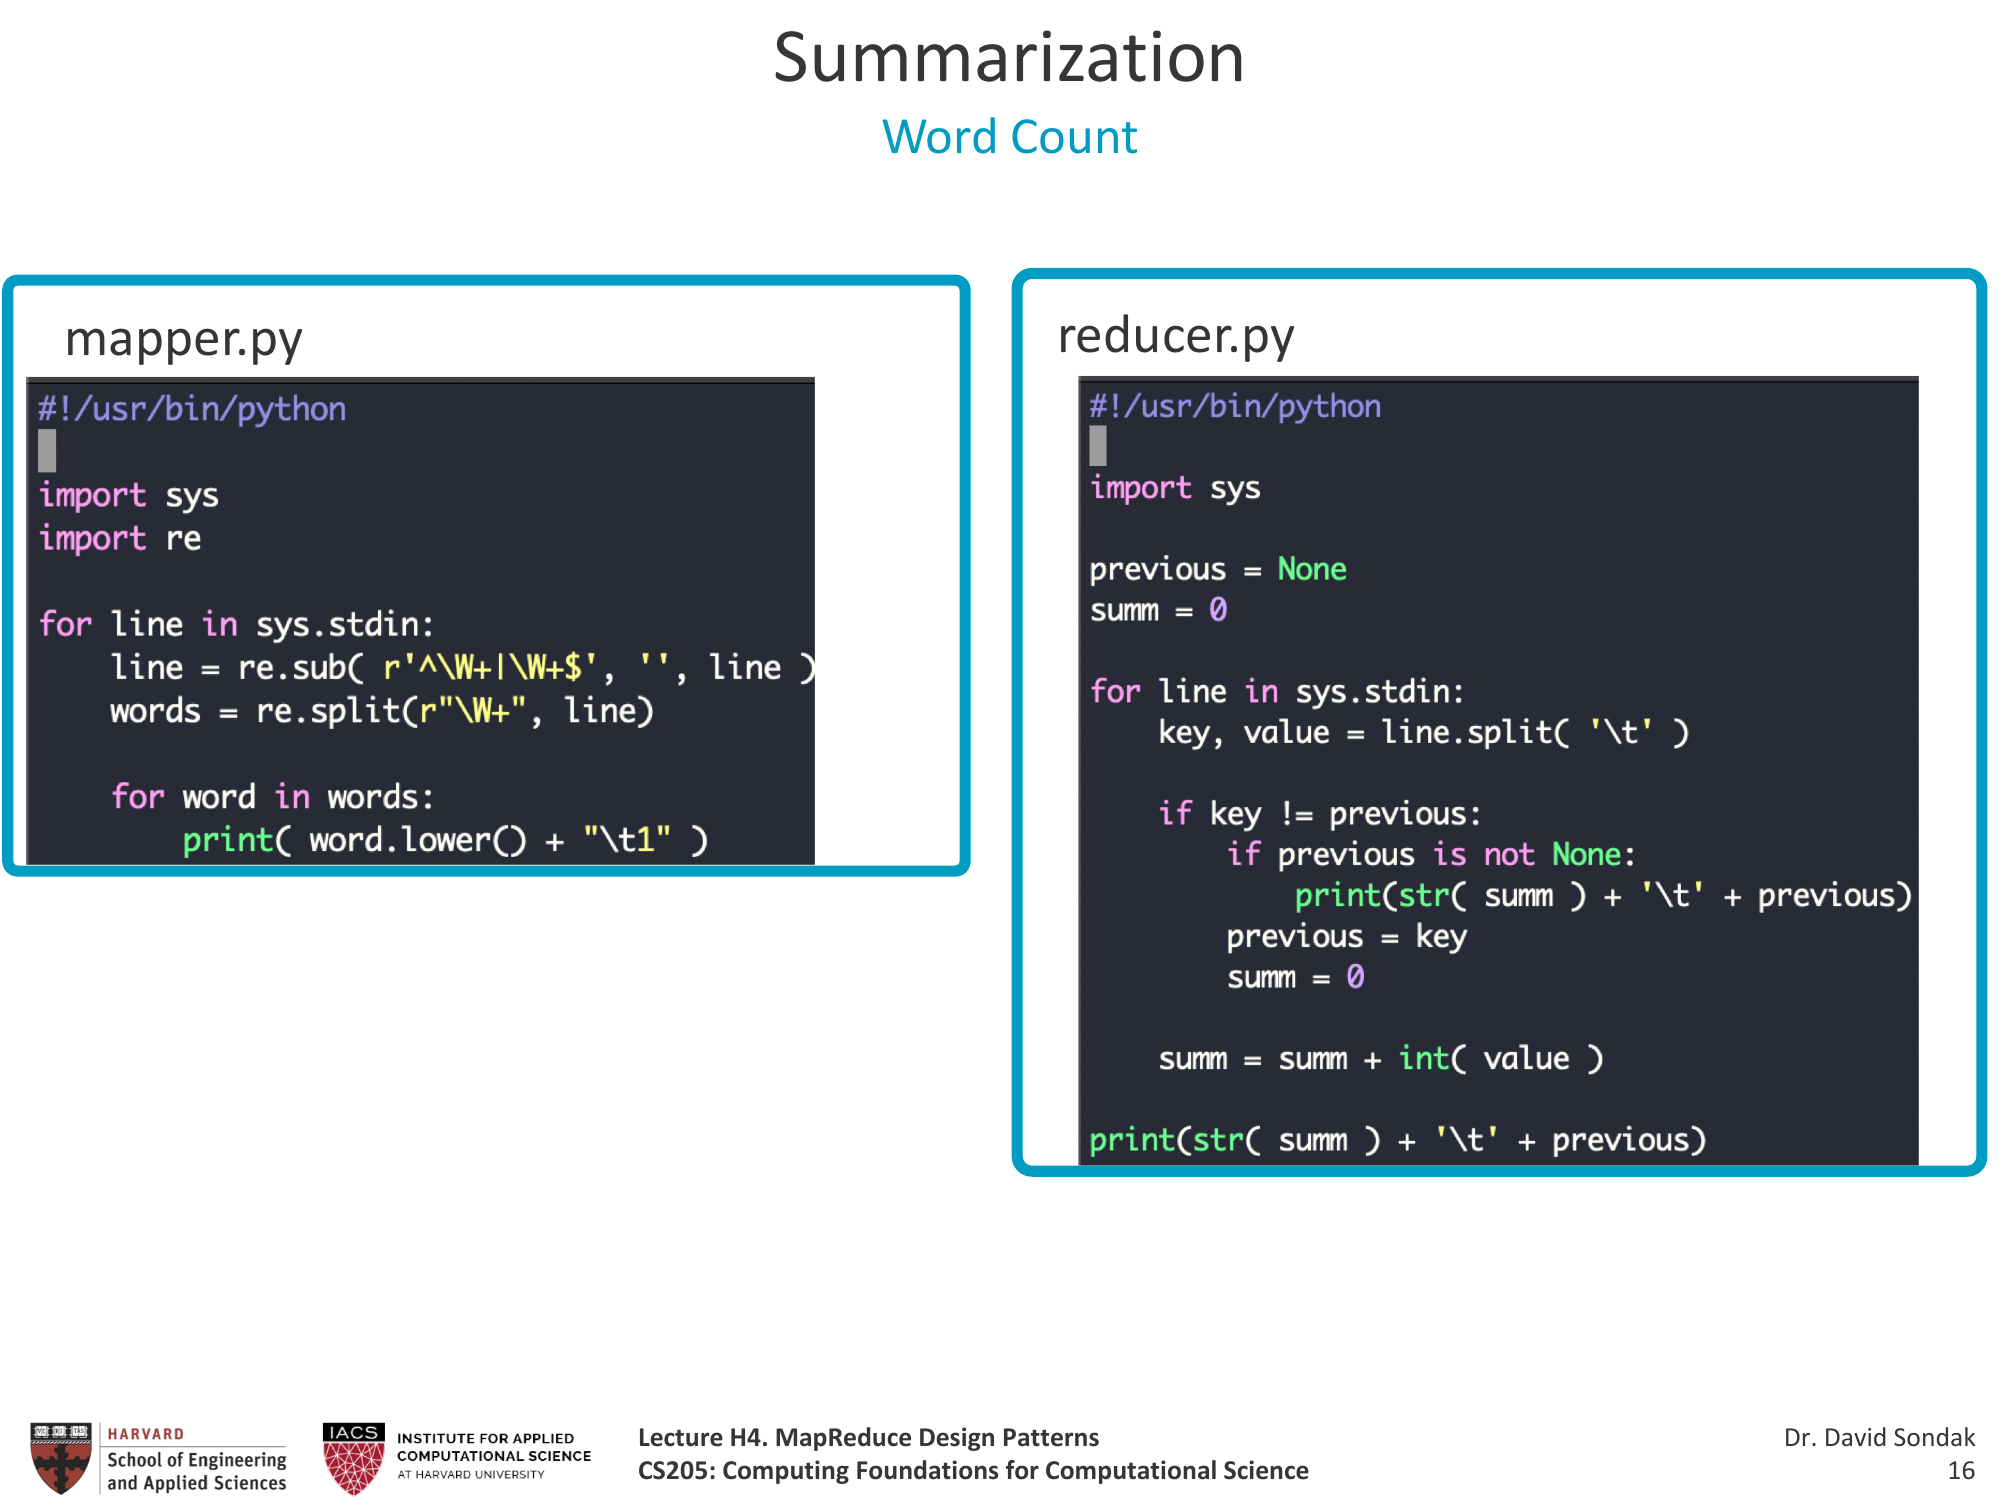 Summarization
Word Count
mapper.py
#!/usr/bin/python
import sys
import re
for line in sys.stdin:
    line = re.sub( r'^\W+|\W+$', '', line )
    words = re.split(r"\W+", line)
    for word in words:
        print( word.lower() + "\t1" )
reducer.py
#!/usr/bin/python
import sys
previous = None
summ = 0
for line in sys.stdin:
    key, value = line.split( '\t' )
    if key != previous:
        if previous is not None:
            print(str( summ ) + '\t' + previous)
        previous = key
        summ = 0
    summ = summ + int( value )
print(str( summ ) + '\t' + previous)
HARVARD
School of Engineering
and Applied Sciences
IACS
INSTITUTE FOR APPLIED
COMPUTATIONAL SCIENCE
AT HARVARD UNIVERSITY
Lecture H4. MapReduce Design Patterns
CS205: Computing Foundations for Computational Science
Dr. David Sondak
16